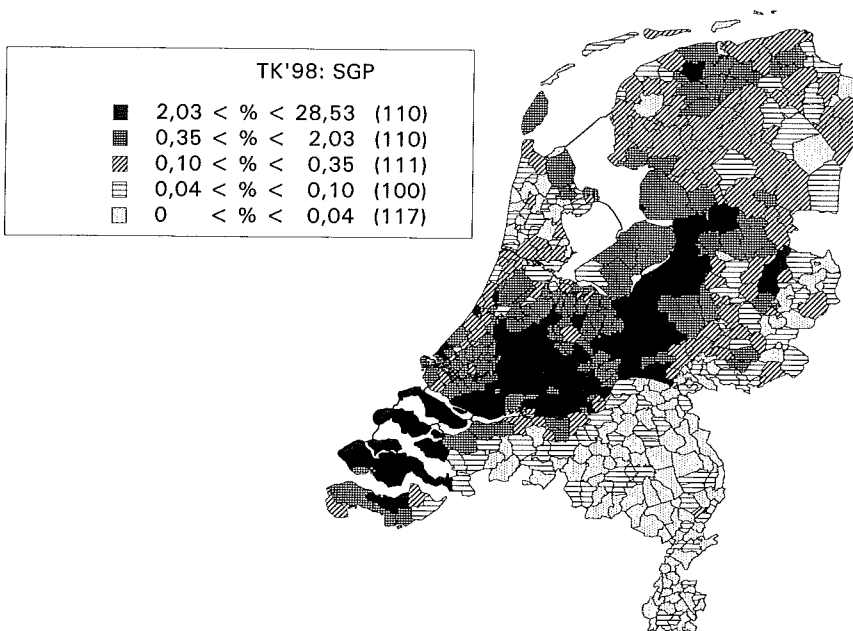 TK'98: SGP
2,03 < % < 28,53 (110)
0,35 < % < 2,03 (110)
0,10 < % < 0,35 (111)
0,04 < % < 0,10 (100)
0 < % < 0,04 (117)